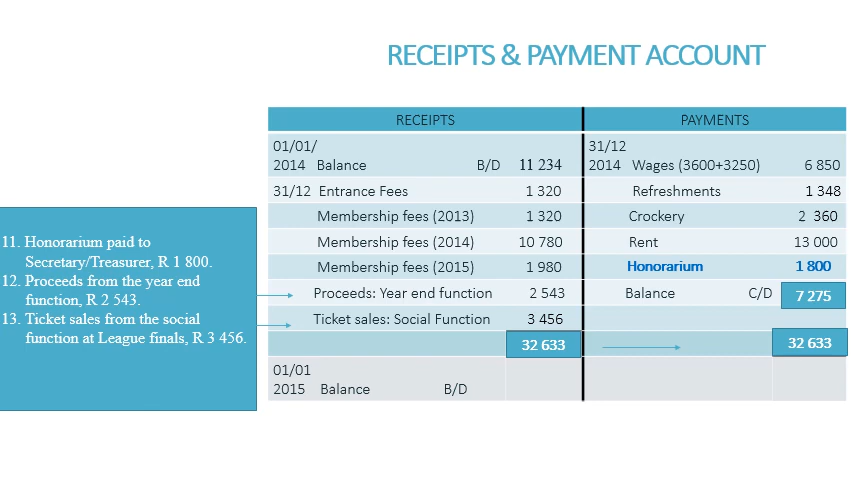 RECEIPTS & PAYMENT ACCOUNT
RECEIPTS PAYMENTS
01/01/ 31/12
2014 Balance B/D 11 234 2014 Wages (3600+3250) 6 850
31/12 Entrance Fees 1 320 Refreshments 1 348
Membership fees (2013) 1 320 Crockery 2 360
Membership fees (2014) 10 780 Rent 13 000
Membership fees (2015) 1 980 Honorarium 1 800
Proceeds: Year end function 2 543 Balance C/D 7 275
Ticket sales: Social Function 3 456
32 633 32 633
01/01
2015 Balance B/D
11. Honorarium paid to
Secretary/Treasurer, R 1 800.
12. Proceeds from the year end
function, R 2 543.
13. Ticket sales from the social
function at League finals, R 3 456.